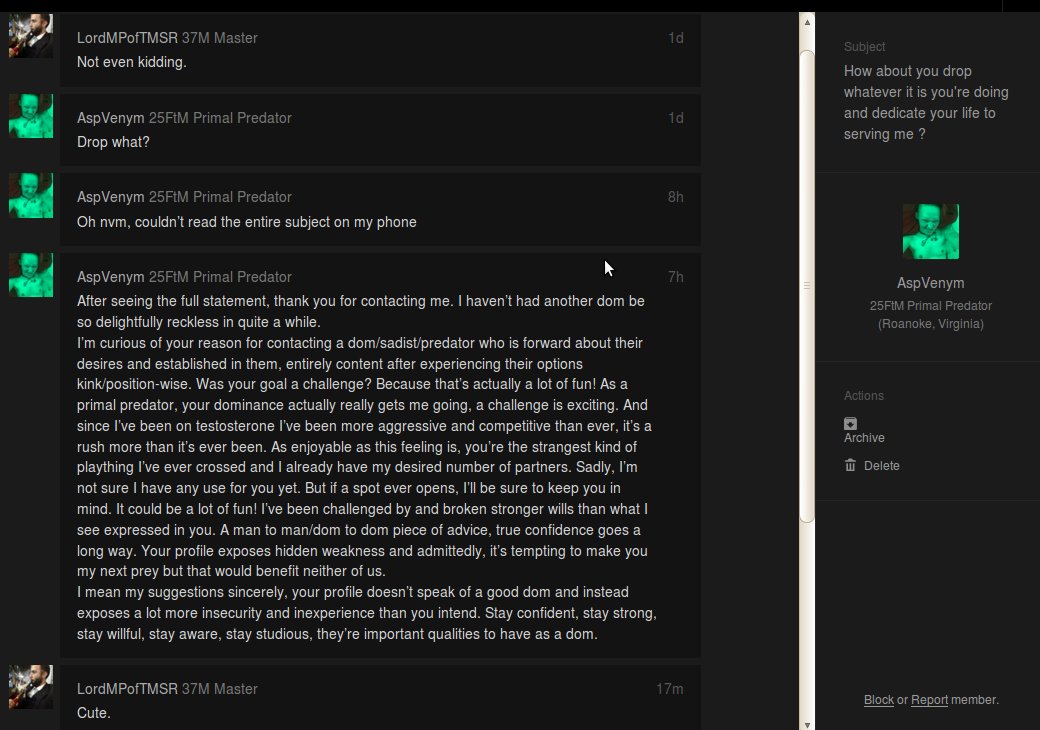 LordMPofTMSR 37M Master 1d
Not even kidding.
AspVenym 25FtM Primal Predator 1d
Drop what?
AspVenym 25FtM Primal Predator 8h
Oh nvm, couldn't read the entire subject on my phone
AspVenym 25FtM Primal Predator 7h
After seeing the full statement, thank you for contacting me. I haven't had another dom be
so delightfully reckless in quite a while.
I'm curious of your reason for contacting a dom/sadist/predator who is forward about their
desires and established in them, entirely content after experiencing their options
kink/position-wise. Was your goal a challenge? Because that's actually a lot of fun! As a
primal predator, your dominance actually really gets me going, a challenge is exciting. And
since I've been on testosterone I've been more aggressive and competitive than ever, it's a
rush more than it's ever been. As enjoyable as this feeling is, you're the strangest kind of
plaything I've ever crossed and I already have my desired number of partners. Sadly, I'm
not sure I have any use for you yet. But if a spot ever opens, I'll be sure to keep you in
mind. It could be a lot of fun! I've been challenged by and broken stronger wills than what I
see expressed in you. A man to man/dom to dom piece of advice, true confidence goes a
long way. Your profile exposes hidden weakness and admittedly, it's tempting to make you
my next prey but that would benefit neither of us.
I mean my suggestions sincerely, your profile doesn't speak of a good dom and instead
exposes a lot more insecurity and inexperience than you intend. Stay confident, stay strong,
stay willful, stay aware, stay studious, they're important qualities to have as a dom.
LordMPofTMSR 37M Master 17m
Cute.
Subject
How about you drop
whatever it is you're doing
and dedicate your life to
serving me ?
AspVenym
25FtM Primal Predator
(Roanoke, Virginia)
Actions
Archive
Delete
Block or Report member.